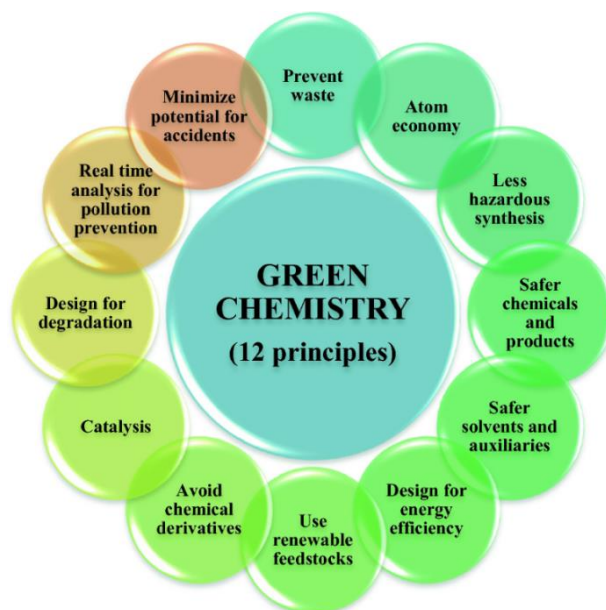 GREEN
CHEMISTRY
(12 principles)
Prevent
waste
Atom
economy
Less
hazardous
synthesis
Safer
chemicals
and
products
Safer
solvents and
auxiliaries
Design for
energy
efficiency
Use
renewable
feedstocks
Avoid
chemical
derivatives
Catalysis
Design for
degradation
Real time
analysis for
pollution
prevention
Minimize
potential for
accidents